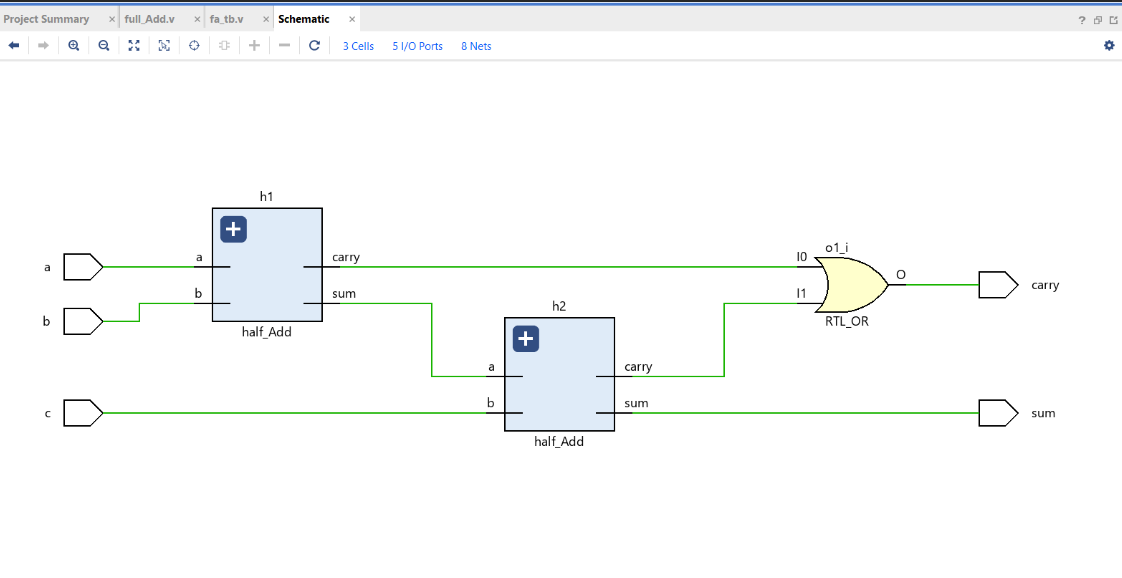 Project Summary × full_Add.v × fa_tb.v × Schematic × ?
3 Cells 5 I/O Ports 8 Nets
h1
a carry I0 o1_i
a
b sum I1 O carry
b half_Add h2 RTL_OR
a carry
c b sum sum
half_Add